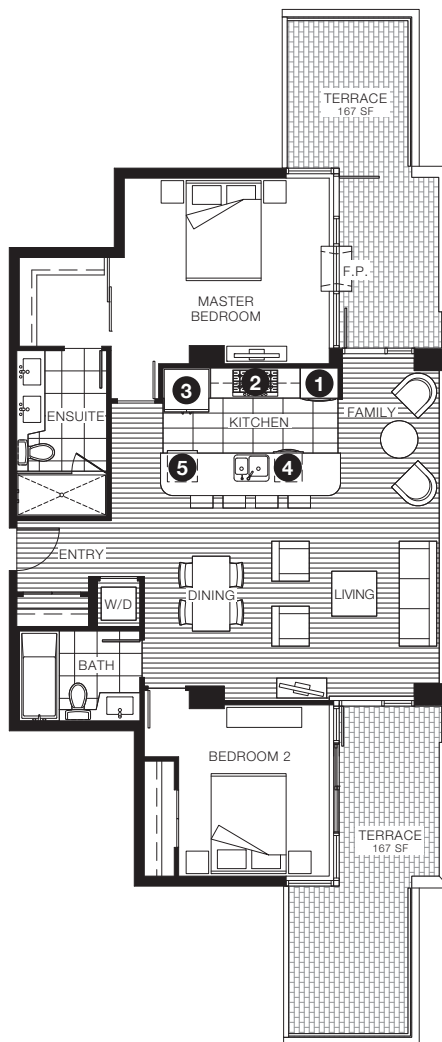 TERRACE
167 SF
F.P.
MASTER
BEDROOM
3
2
1
ENSUITE
KITCHEN
FAMILY
5
4
ENTRY
W/D
DINING
LIVING
BATH
BEDROOM 2
TERRACE
167 SF